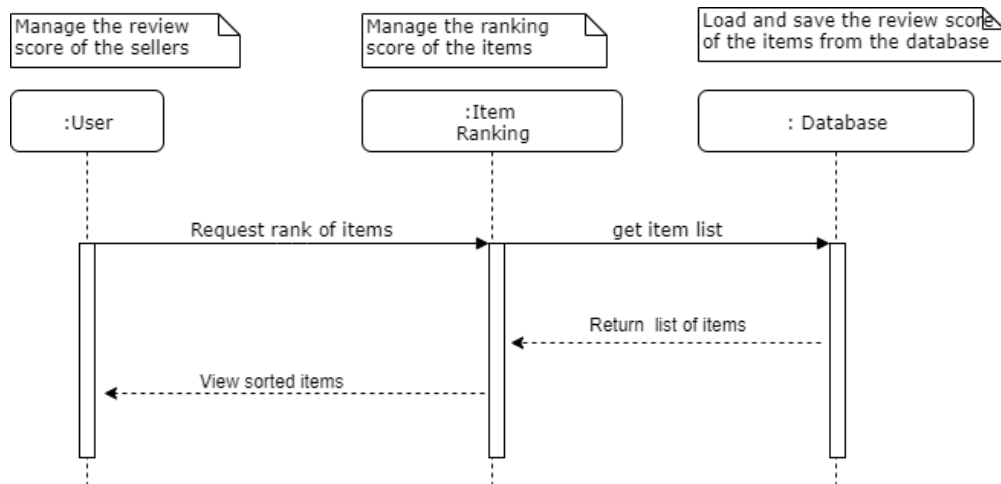 Manage the review
score of the sellers
Manage the ranking
score of the items
Load and save the review score
of the items from the database
:User
:Item
Ranking
: Database
Request rank of items
get item list
Return list of items
View sorted items